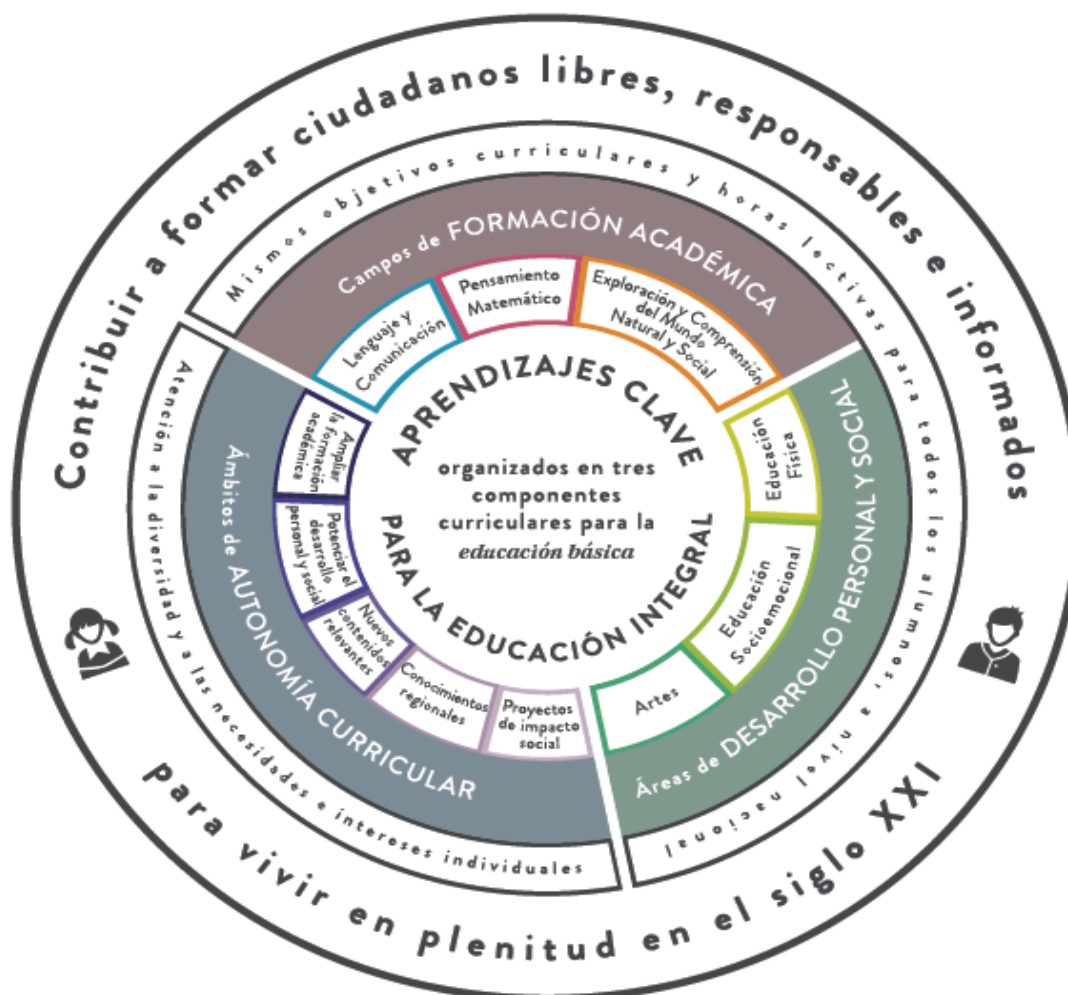 Contribuir a formar ciudadanos libres, responsables e informados
para vivir en plenitud en el siglo XXI
Mismos objetivos curriculares y horas lectivas para todos los alumnos, a nivel nacional
Atención a la diversidad y a las necesidades e intereses individuales
Campos de FORMACIÓN ACADÉMICA
Lenguaje y
Comunicación
Pensamiento
Matemático
Exploración y Comprensión
del Mundo
Natural y Social
Áreas de DESARROLLO PERSONAL Y SOCIAL
Educación
Física
Educación
Socioemocional
Artes
Ámbitos de AUTONOMÍA CURRICULAR
Ampliar
la formación
académica
Potenciar el
desarrollo
personal y social
Nuevos
contenidos
relevantes
Conocimientos
regionales
Proyectos
de impacto
social
APRENDIZAJES CLAVE
organizados en tres
componentes
curriculares para la
educación básica
PARA LA EDUCACIÓN INTEGRAL